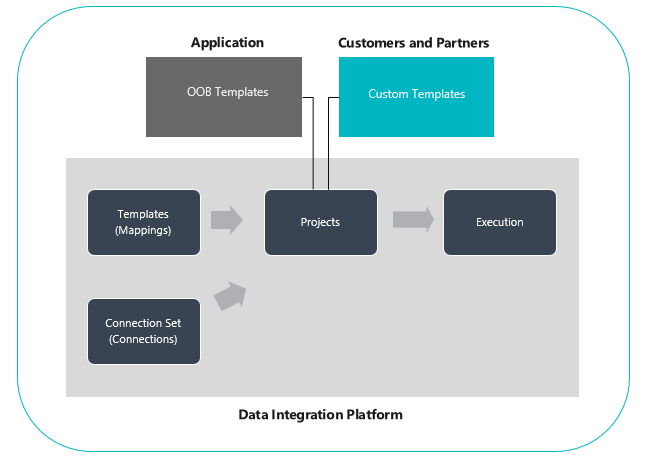 Application
Customers and Partners
OOB Templates
Custom Templates
Templates
(Mappings)
Projects
Execution
Connection Set
(Connections)
Data Integration Platform